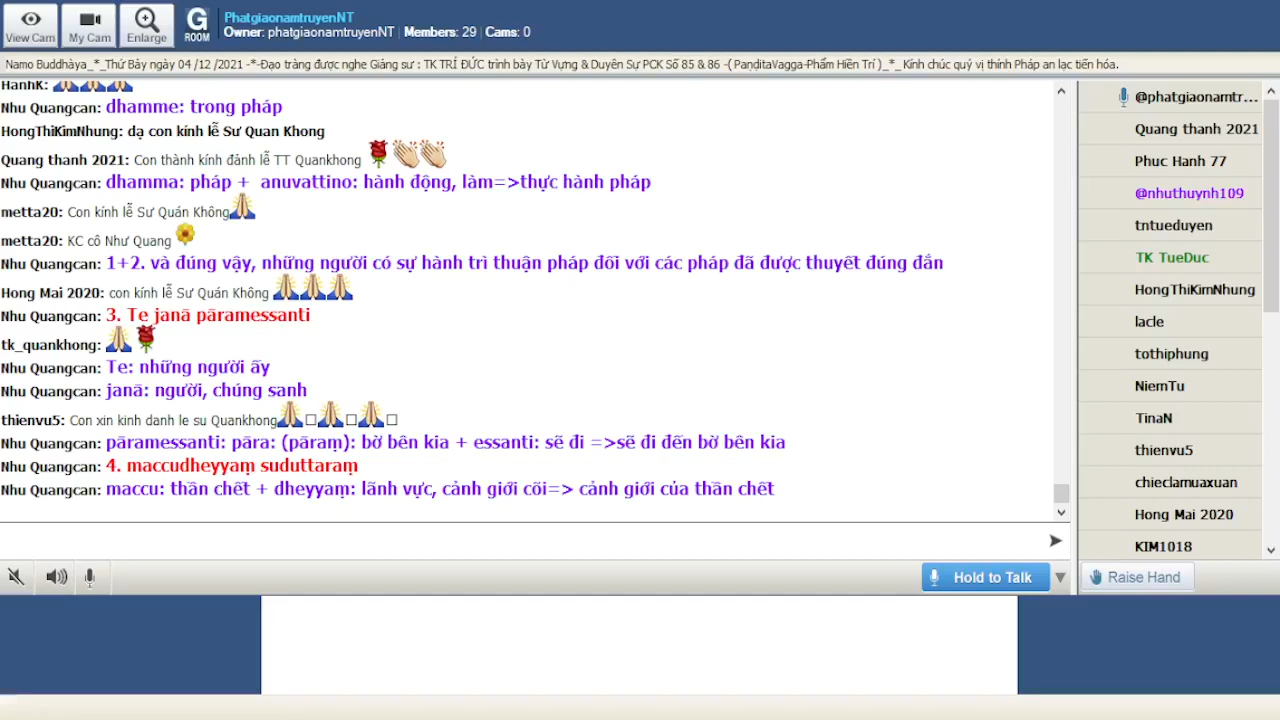 View Cam
My Cam
Enlarge
G
ROOM
PhatgiaonamtruyenNT
Owner: phatgiaonamtruyenNT | Members: 29 | Cams: 0
Namo Buddhàya_*_Thứ Bảy ngày 04 /12 /2021 -*-Đạo tràng được nghe Giảng sư : TK TRÍ ĐỨC trình bày Từ Vựng & Duyên Sự PCK Số 85 & 86 -( PaṇditaVagga-Phẩm Hiền Trí )_*_ Kính chúc quý vị thính Pháp an lạc tiến hóa.
HanhK:
Nhu Quangcan: dhamme: trong pháp
HongThiKimNhung: dạ con kính lễ Sư Quan Khong
Quang thanh 2021: Con thành kính đảnh lễ TT Quankhong
Nhu Quangcan: dhamma: pháp + anuvattino: hành động, làm=>thực hành pháp
metta20: Con kính lễ Sư Quán Không
metta20: KC cô Như Quang
Nhu Quangcan: 1+2. và đúng vậy, những người có sự hành trì thuận pháp đối với các pháp đã được thuyết đúng đắn
Hong Mai 2020: con kính lễ Sư Quán Không
Nhu Quangcan: 3. Te janā pāramessanti
tk_quankhong:
Nhu Quangcan: Te: những người ấy
Nhu Quangcan: janā: người, chúng sanh
thienvu5: Con xin kinh danh le su Quankhong
Nhu Quangcan: pāramessanti: pāra: (pāraṃ): bờ bên kia + essanti: sẽ đi =>sẽ đi đến bờ bên kia
Nhu Quangcan: 4. maccudheyyaṃ suduttaraṃ
Nhu Quangcan: maccu: thần chết + dheyyaṃ: lãnh vực, cảnh giới cõi=> cảnh giới của thần chết
@phatgiaonamtr...
Quang thanh 2021
Phuc Hanh 77
@nhuthuynh109
tntueduyen
TK TueDuc
HongThiKimNhung
lacle
tothiphung
NiemTu
TinaN
thienvu5
chieclamuaxuan
Hong Mai 2020
KIM1018
Hold to Talk
Raise Hand